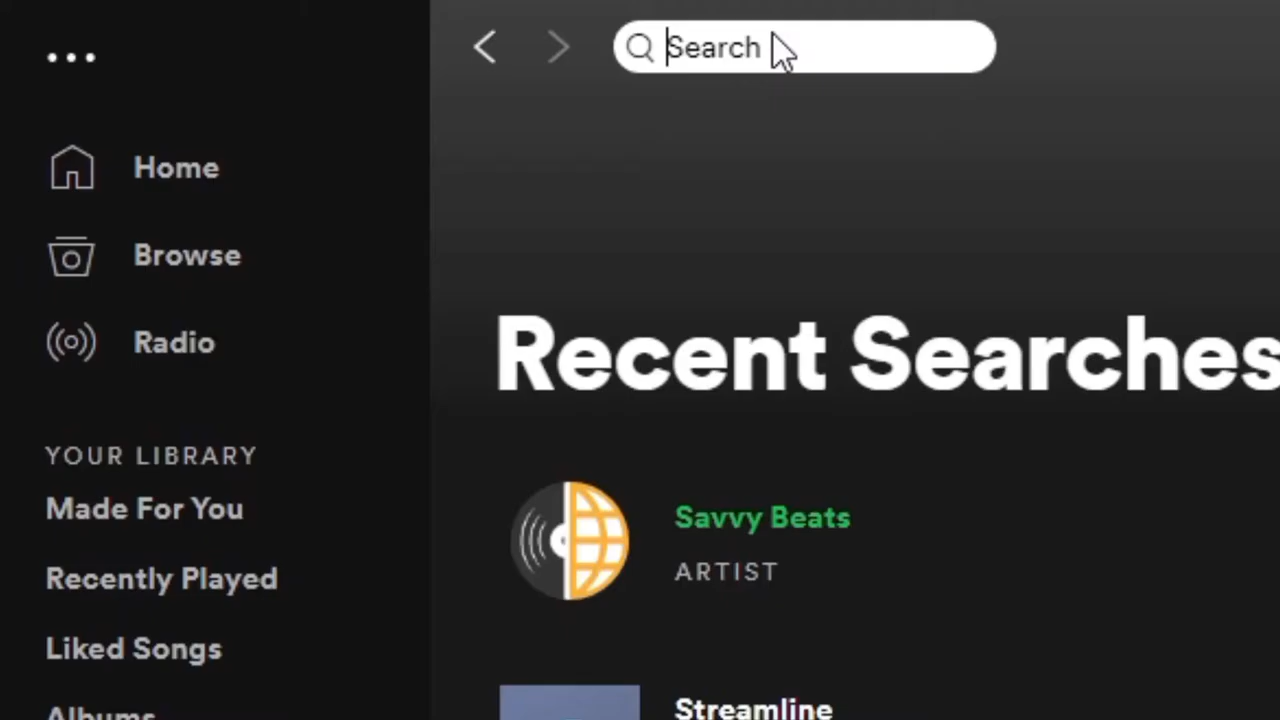 Search
Home
Browse
Radio
YOUR LIBRARY
Made For You
Recently Played
Liked Songs
Albums
Recent Searches
Savvy Beats
ARTIST
Streamline